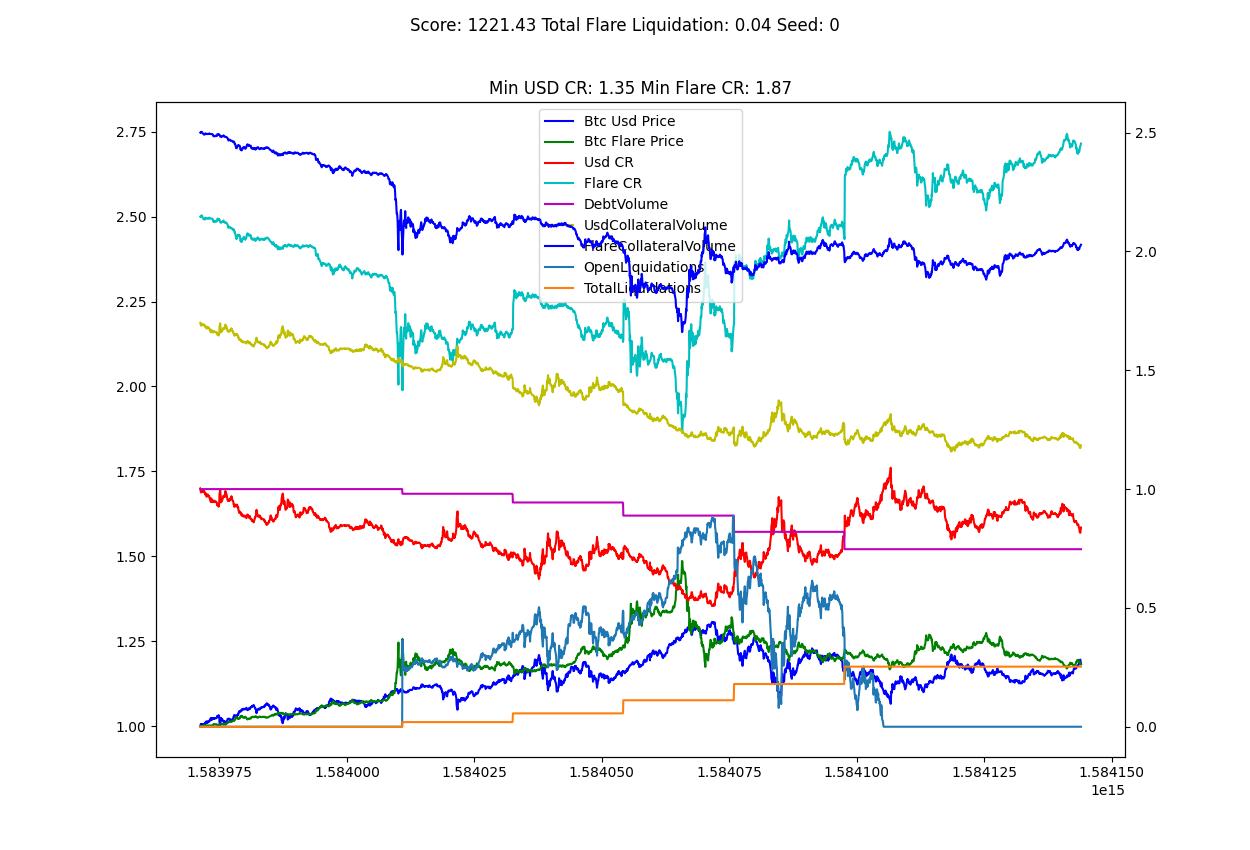 Score: 1221.43 Total Flare Liquidation: 0.04 Seed: 0
Min USD CR: 1.35 Min Flare CR: 1.87
Btc Usd Price
Btc Flare Price
Usd CR
Flare CR
DebtVolume
UsdCollateralVolume
FlareCollateralVolume
OpenLiquidations
TotalLiquidations
2.75
2.50
2.25
2.00
1.75
1.50
1.25
1.00
2.5
2.0
1.5
1.0
0.5
0.0
1.583975 1.584000 1.584025 1.584050 1.584075 1.584100 1.584125 1.584150
1e15